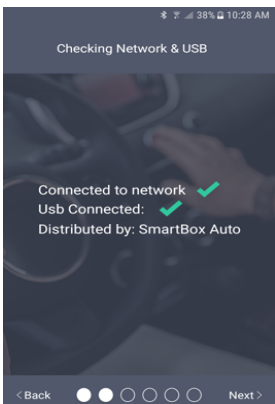 38% 10:28 AM
Checking Network & USB
Connected to network
Usb Connected:
Distributed by: SmartBox Auto
<Back Next>